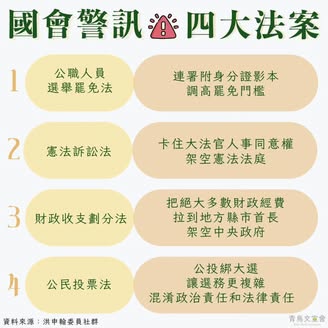 國會警訊 四大法案
1
公職人員
選舉罷免法
連署附身分證影本
調高罷免門檻
2
憲法訴訟法
卡住大法官人事同意權
架空憲法法庭
3
財政收支劃分法
把絕大多數財政經費
拉到地方縣市首長
架空中央政府
4
公民投票法
公投綁大選
讓選務更複雜
混淆政治責任和法律責任
資料來源：洪申翰委員社群
青鳥文宣會